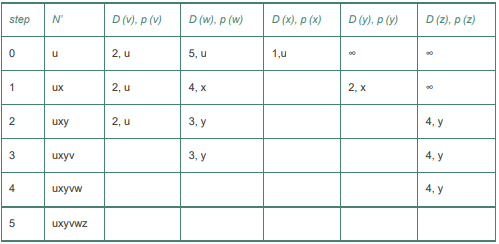 step N' D (v), p (v) D (w), p (w) D (x), p (x) D (y), p (y) D (z), p (z)
0 u 2, u 5, u 1,u ∞ ∞
1 ux 2, u 4, x 2, x ∞
2 uxy 2, u 3, y 4, y
3 uxyv 3, y 4, y
4 uxyvw 4, y
5 uxyvwz